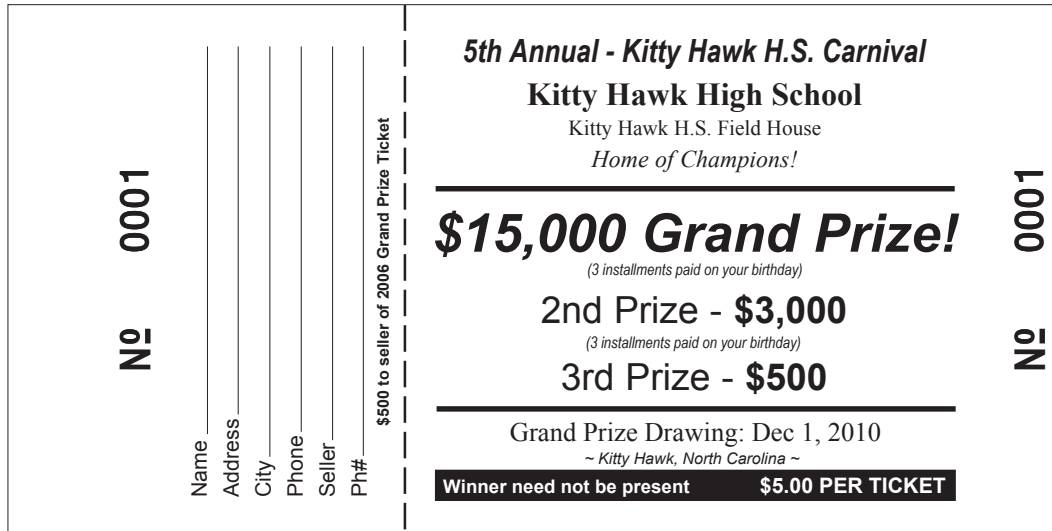 Nº 0001
Name
Address
City
Phone
Seller
Ph#
$500 to seller of 2006 Grand Prize Ticket
5th Annual - Kitty Hawk H.S. Carnival
Kitty Hawk High School
Kitty Hawk H.S. Field House
Home of Champions!
$15,000 Grand Prize!
(3 installments paid on your birthday)
2nd Prize - $3,000
(3 installments paid on your birthday)
3rd Prize - $500
Grand Prize Drawing: Dec 1, 2010
~ Kitty Hawk, North Carolina ~
Winner need not be present $5.00 PER TICKET
Nº 0001